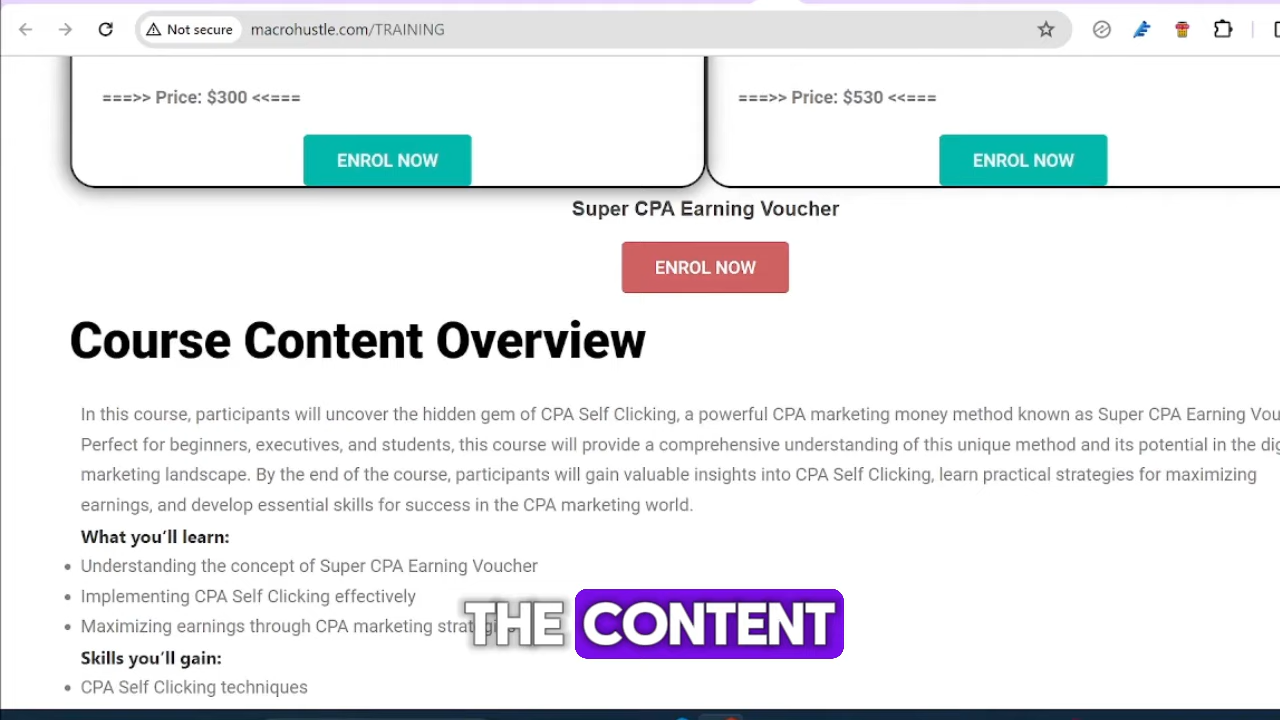 Not secure
macrohustle.com/TRAINING
===>> Price: $300 <<===
===>> Price: $530 <<===
ENROL NOW
ENROL NOW
Super CPA Earning Voucher
ENROL NOW
Course Content Overview
In this course, participants will uncover the hidden gem of CPA Self Clicking, a powerful CPA marketing money method known as Super CPA Earning
Perfect for beginners, executives, and students, this course will provide a comprehensive understanding of this unique method and its potential in the
marketing landscape. By the end of the course, participants will gain valuable insights into CPA Self Clicking, learn practical strategies for maximizing
earnings, and develop essential skills for success in the CPA marketing world.
What you'll learn:
Understanding the concept of Super CPA Earning Voucher
Implementing CPA Self Clicking effectively
Maximizing earnings through CPA marketing
THE CONTENT
Skills you'll gain:
CPA Self Clicking techniques